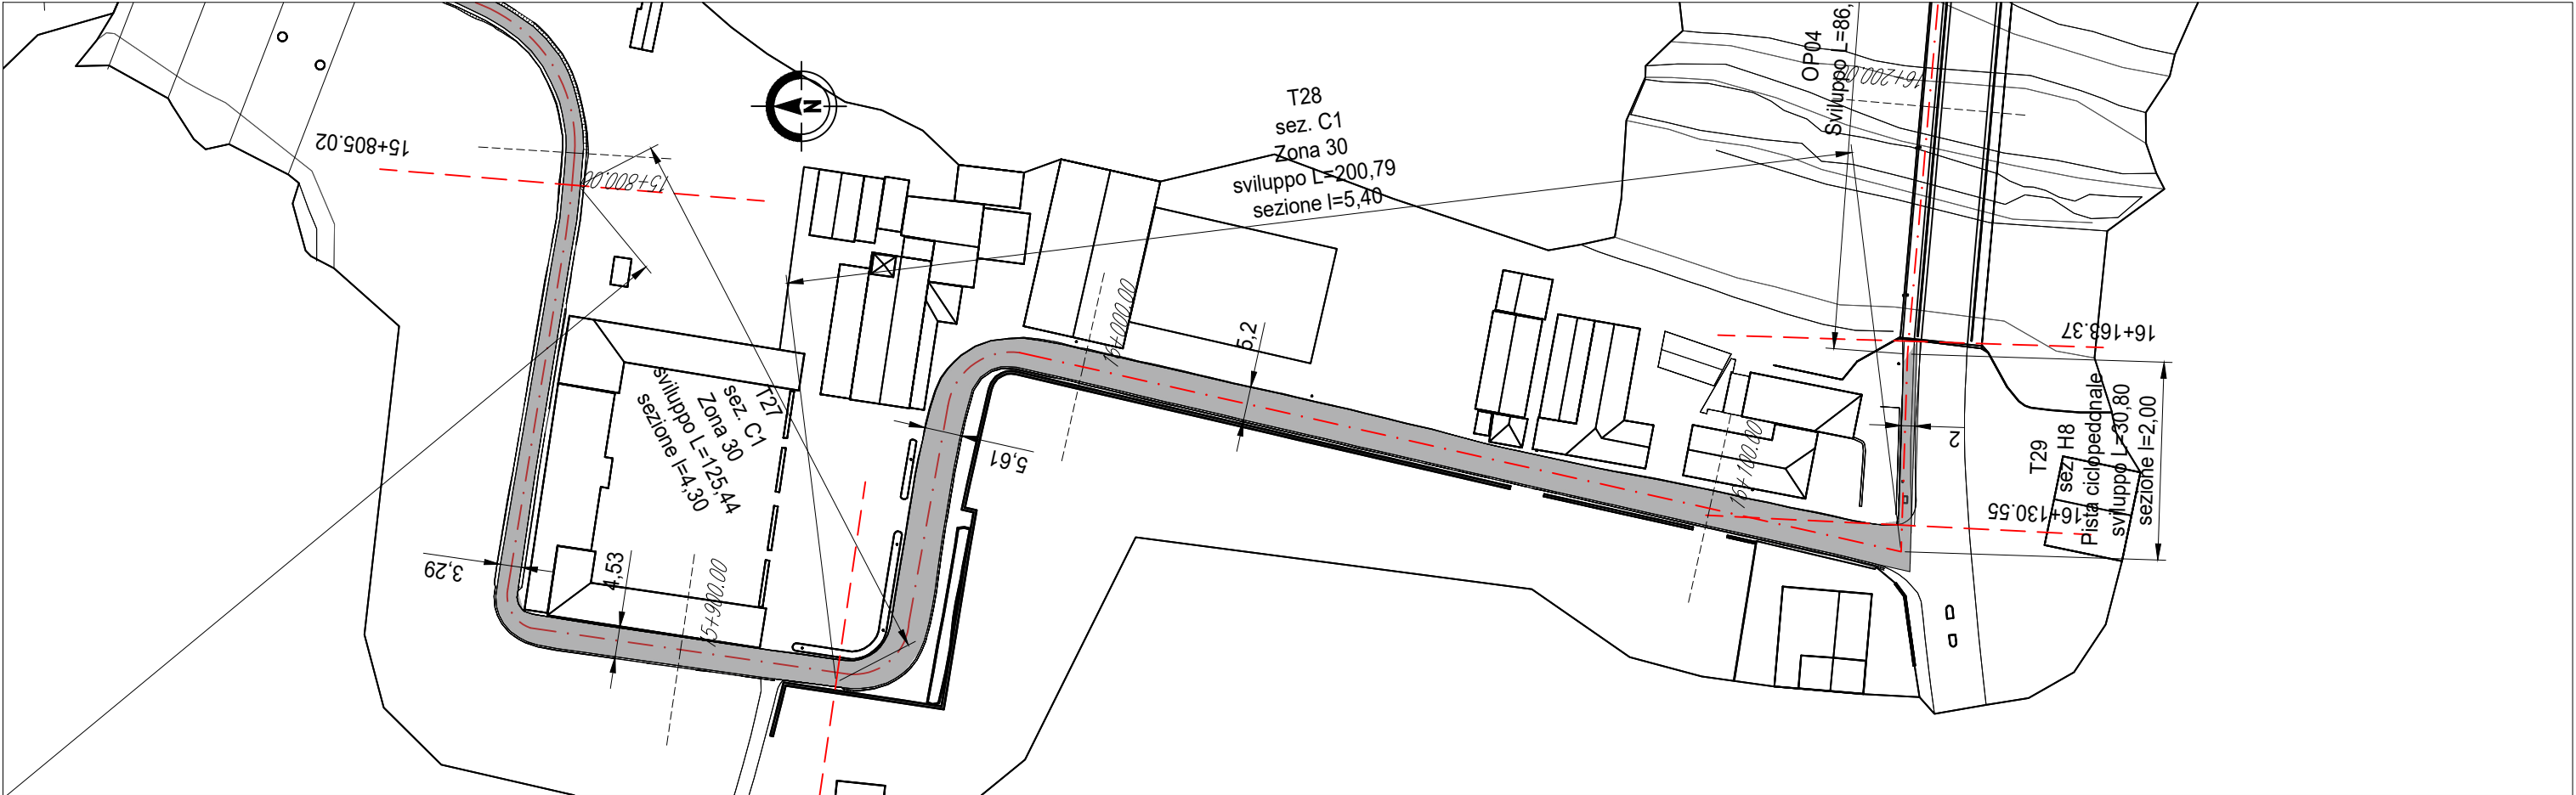 15+805.02
15+800.00
N
T28
sez. C1
Zona 30
sviluppo L=200,79
sezione l=5,40
OP04
Sviluppo L=86,
16+200.00
16+000.00
5,2
16+163.37
T27
sez. C1
Zona 30
sviluppo L=125,44
sezione l=4,30
5,61
16+100.00
2
T29
sez H8
Pista ciclopedonale
sviluppo L=30,80
sezione l=2,00
16+130.55
3,29
4,53
15+900.00